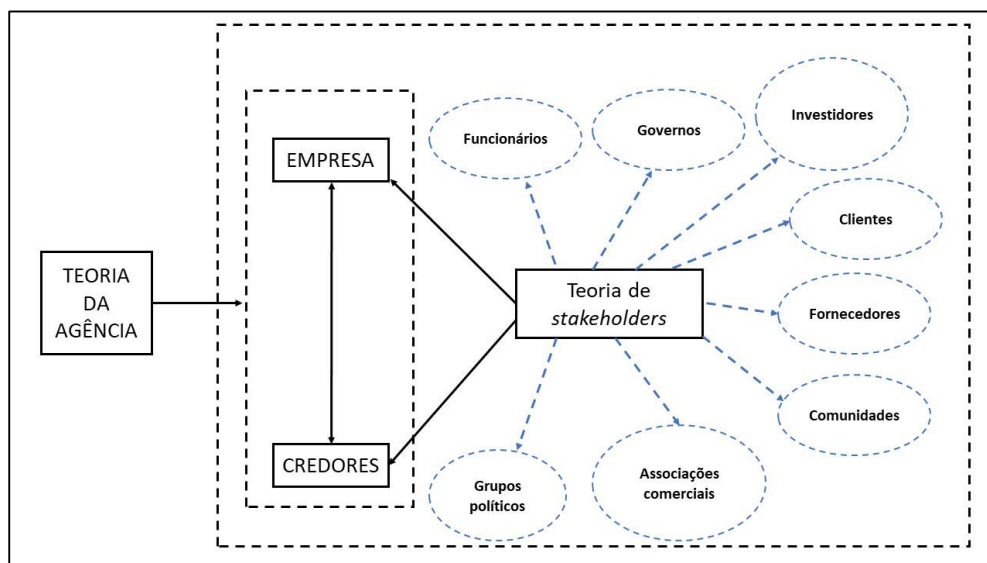 TEORIA
DA
AGÊNCIA
EMPRESA
CREDORES
Teoria de
stakeholders
Funcionários
Governos
Investidores
Clientes
Fornecedores
Comunidades
Associações
comerciais
Grupos
políticos